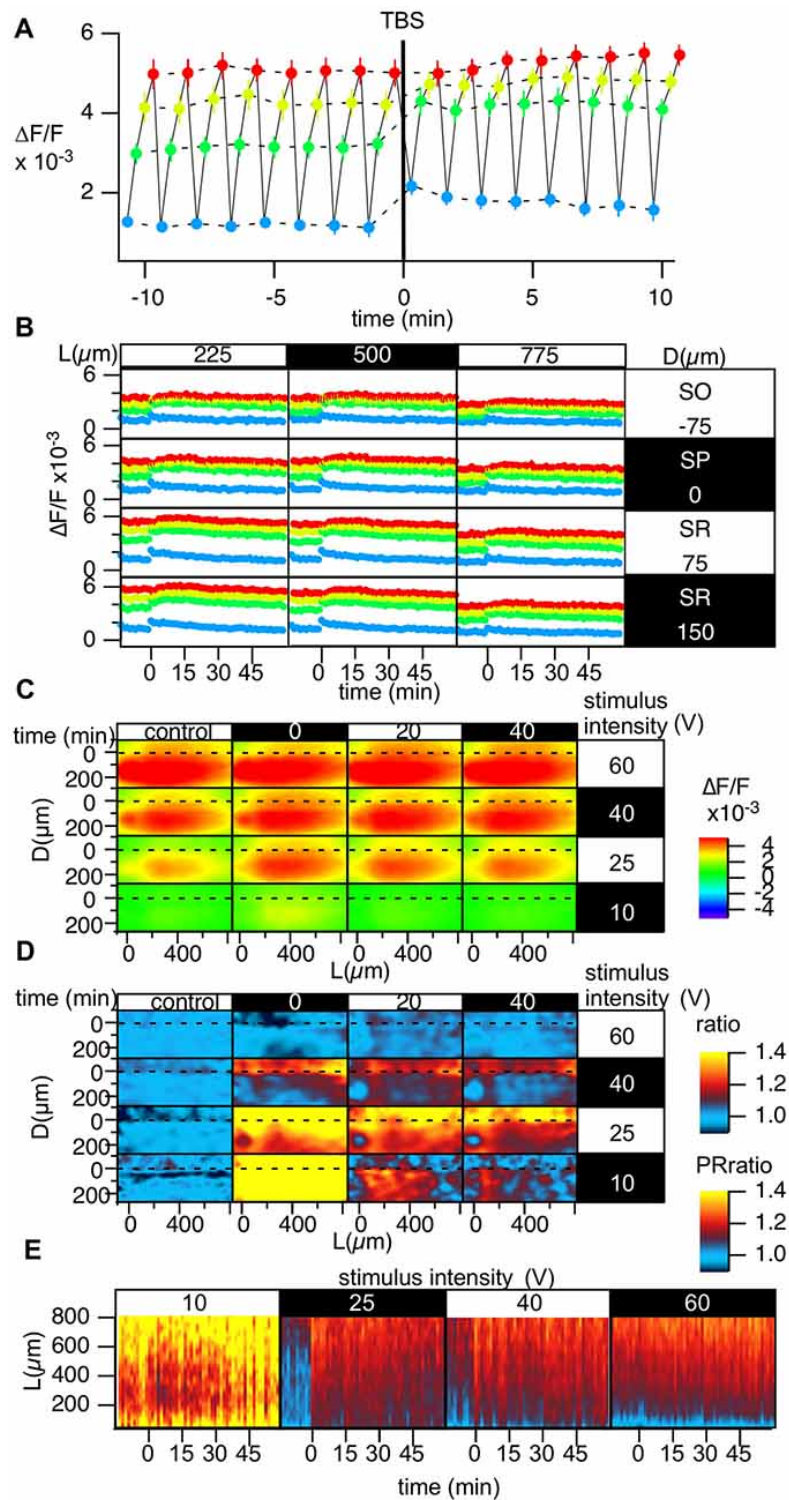 A
TBS
6
4
ΔF/F
x 10-3
2
-10 -5 0 5 10
time (min)
B
L(µm) 225 500 775 D(µm)
6
0
SO
-75
6
0
SP
0
ΔF/F x10-3
6
0
SR
75
6
0
SR
150
0 15 30 45 0 15 30 45 0 15 30 45
time (min)
C
time (min) control 0 20 40 stimulus intensity (V)
0
200
60
0
200
40
0
200
25
0
200
10
D(µm)
0 400 0 400 0 400 0 400
L(µm)
ΔF/F
x10-3
4
2
0
-2
-4
D
time (min) control 0 20 40 stimulus intensity (V)
0
200
60
0
200
40
0
200
25
0
200
10
D(µm)
0 400 0 400 0 400 0 400
L(µm)
ratio
1.4
1.2
1.0
PRratio
1.4
1.2
1.0
E
stimulus intensity (V)
10 25 40 60
L(µm)
800
600
400
200
0 15 30 45 0 15 30 45 0 15 30 45 0 15 30 45
time (min)